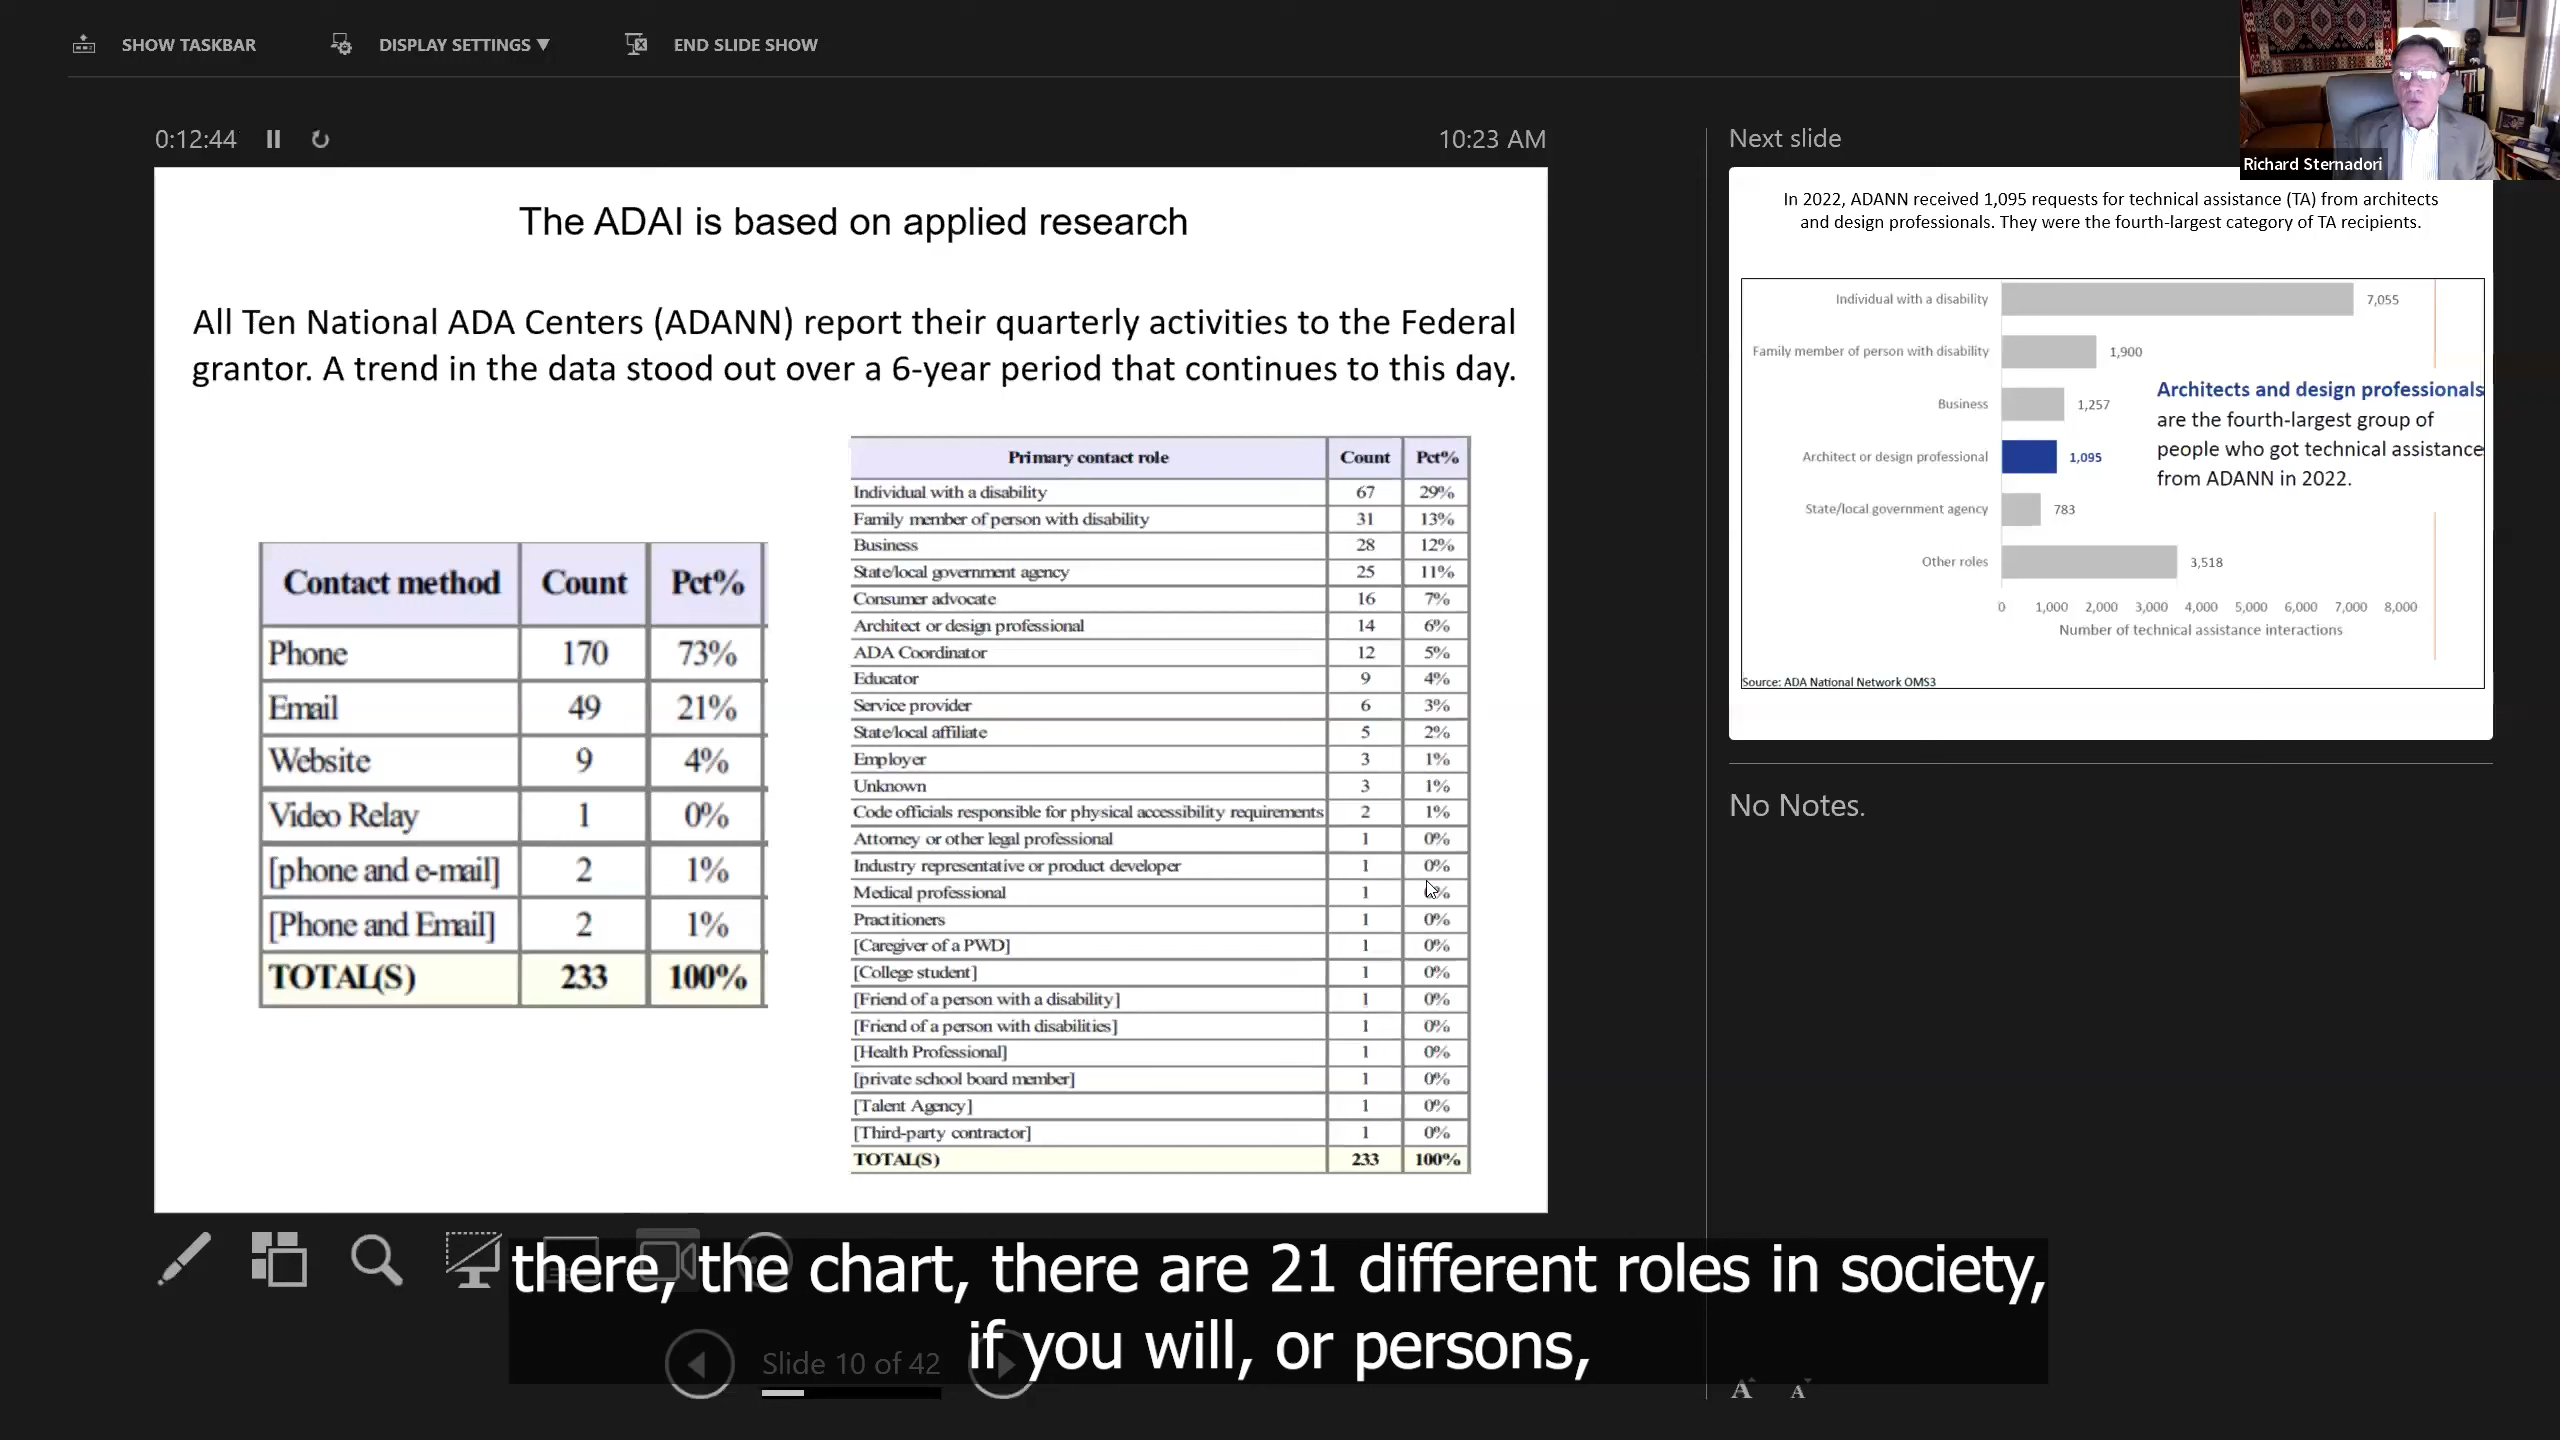 SHOW TASKBAR DISPLAY SETTINGS ▼ END SLIDE SHOW
Richard Sternadori
0:12:44 10:23 AM
The ADAI is based on applied research
All Ten National ADA Centers (ADANN) report their quarterly activities to the Federal
grantor. A trend in the data stood out over a 6-year period that continues to this day.
Contact method Count Pct%
Phone 170 73%
Email 49 21%
Website 9 4%
Video Relay 1 0%
[phone and e-mail] 2 1%
[Phone and Email] 2 1%
TOTAL(S) 233 100%
Primary contact role Count Pct%
Individual with a disability 67 29%
Family member of person with disability 31 13%
Business 28 12%
State/local government agency 25 11%
Consumer advocate 16 7%
Architect or design professional 14 6%
ADA Coordinator 12 5%
Educator 9 4%
Service provider 6 3%
State/local affiliate 5 2%
Employer 3 1%
Unknown 3 1%
Code officials responsible for physical accessibility requirements 2 1%
Attorney or other legal professional 1 0%
Industry representative or product developer 1 0%
Medical professional 1 0%
Practitioners 1 0%
[Caregiver of a PWD] 1 0%
[College student] 1 0%
[Friend of a person with a disability] 1 0%
[Friend of a person with disabilities] 1 0%
[Health Professional] 1 0%
[private school board member] 1 0%
[Talent Agency] 1 0%
[Third-party contractor] 1 0%
TOTAL(S) 233 100%
Next slide
In 2022, ADANN received 1,095 requests for technical assistance (TA) from architects
and design professionals. They were the fourth-largest category of TA recipients.
Individual with a disability 7,055
Family member of person with disability 1,900
Business 1,257
Architect or design professional 1,095
State/local government agency 783
Other roles 3,518
0 1,000 2,000 3,000 4,000 5,000 6,000 7,000 8,000
Number of technical assistance interactions
Architects and design professionals
are the fourth-largest group of
people who got technical assistance
from ADANN in 2022.
Source: ADA National Network OMS3
No Notes.
there, the chart, there are 21 different roles in society,
if you will, or persons,
Slide 10 of 42
A A